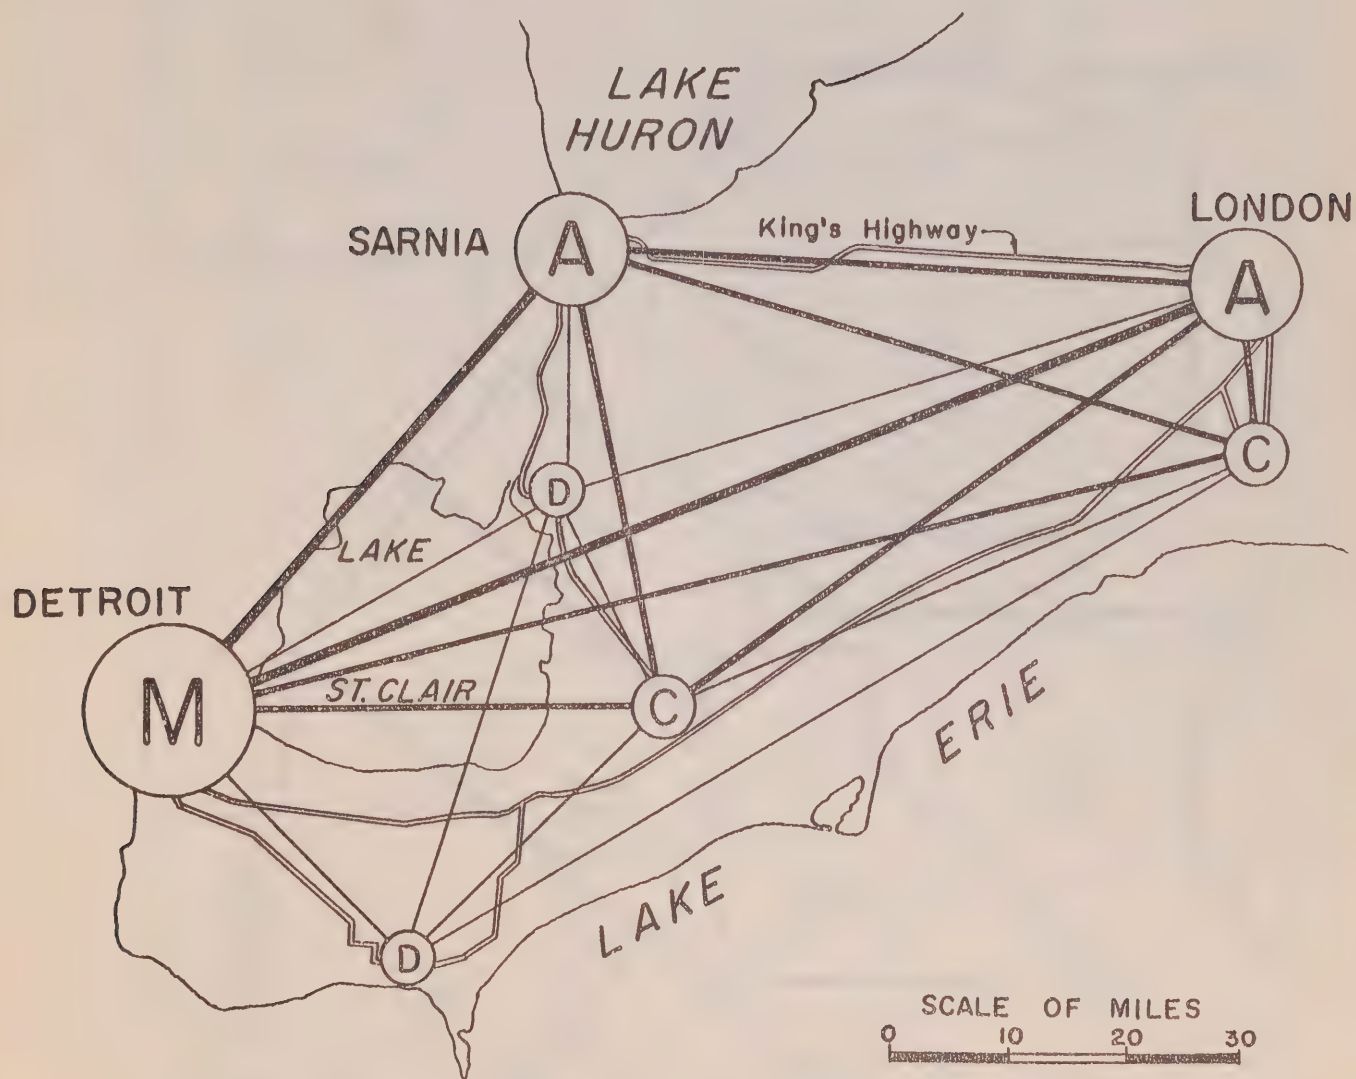 LAKE
HURON
SARNIA
A
King's Highway
LONDON
A
D
C
LAKE
DETROIT
M
ST. CLAIR
C
ERIE
LAKE
D
SCALE OF MILES
0 10 20 30